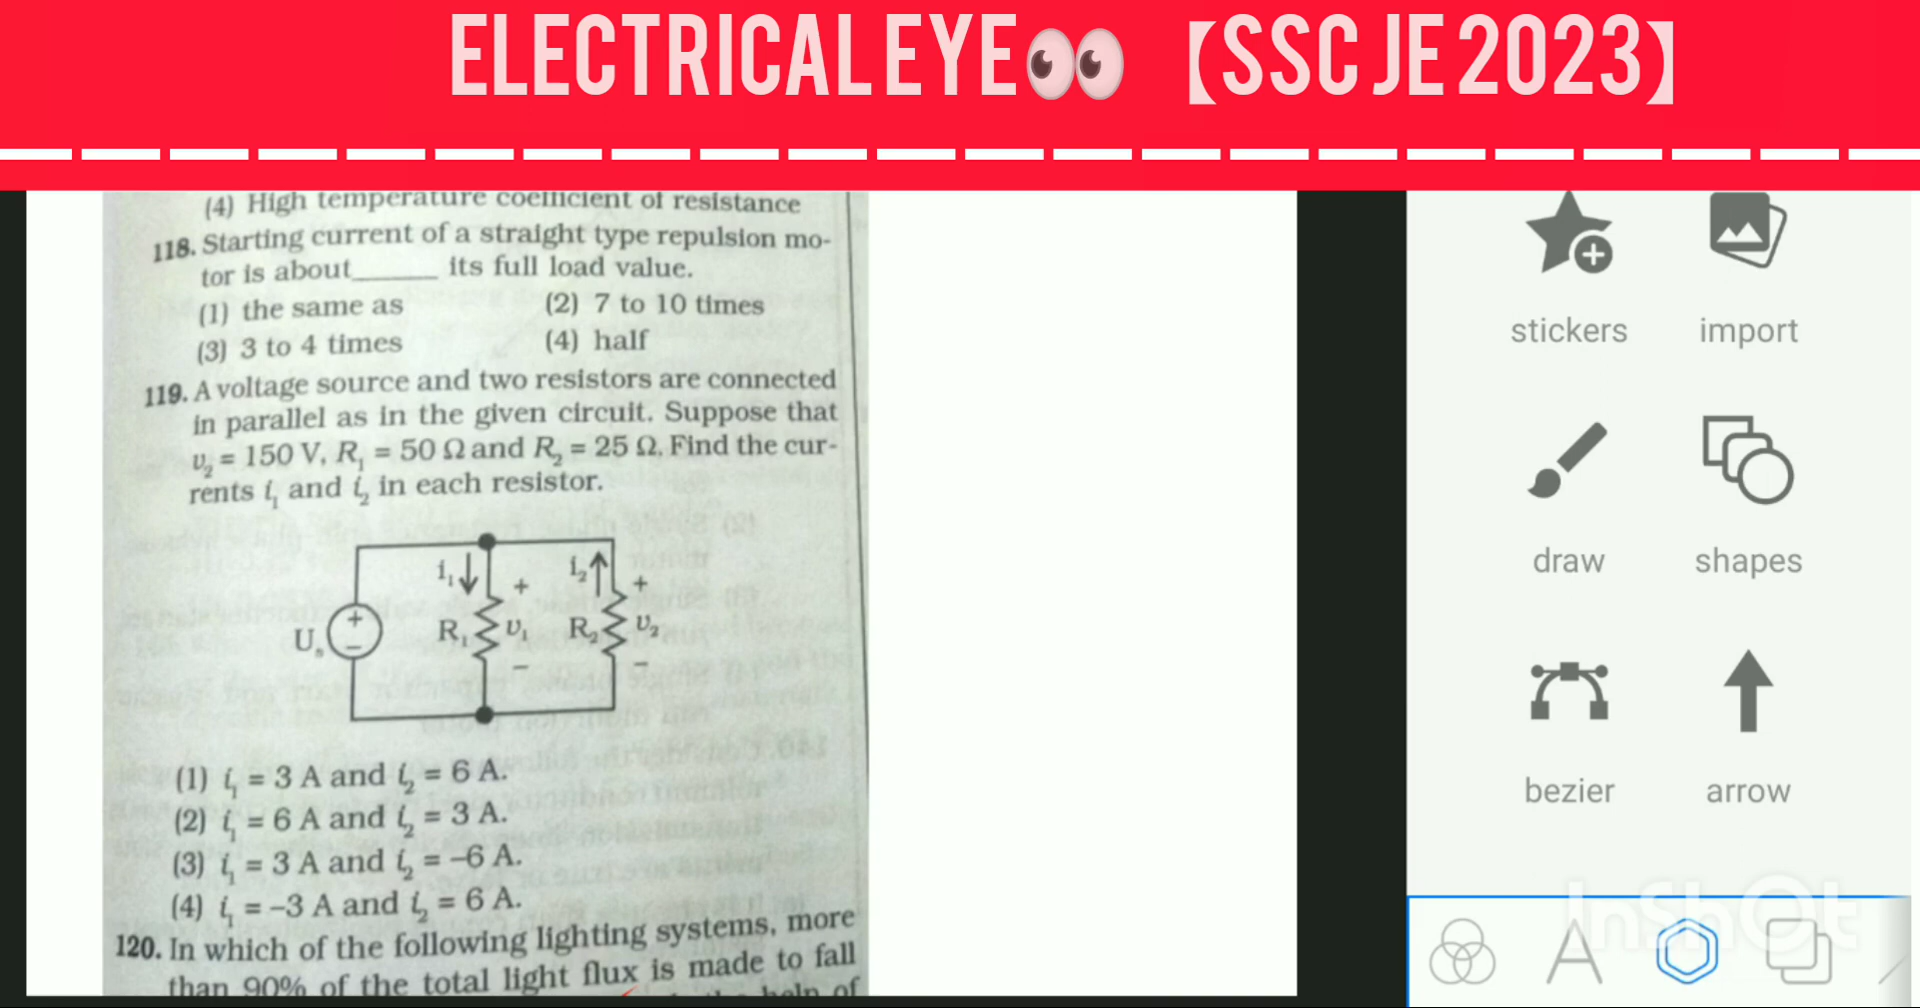 ELECTRICAL EYE👀 【SSC JE 2023】
(4) High temperature coefficient of resistance
118. Starting current of a straight type repulsion mo-
tor is about______ its full load value.
(1) the same as (2) 7 to 10 times
(3) 3 to 4 times (4) half
119. A voltage source and two resistors are connected
in parallel as in the given circuit. Suppose that
v₂ = 150 V, R₁ = 50 Ω and R₂ = 25 Ω. Find the cur-
rents i₁ and i₂ in each resistor.
i₁ + i₂ +
Uₛ + − R₁ v₁ R₂ v₂
− −
(1) i₁ = 3 A and i₂ = 6 A.
(2) i₁ = 6 A and i₂ = 3 A.
(3) i₁ = 3 A and i₂ = –6 A.
(4) i₁ = –3 A and i₂ = 6 A.
120. In which of the following lighting systems, more
than 90% of the total light flux is made to fall
help of
stickers import
draw shapes
bezier arrow
InShOt
A